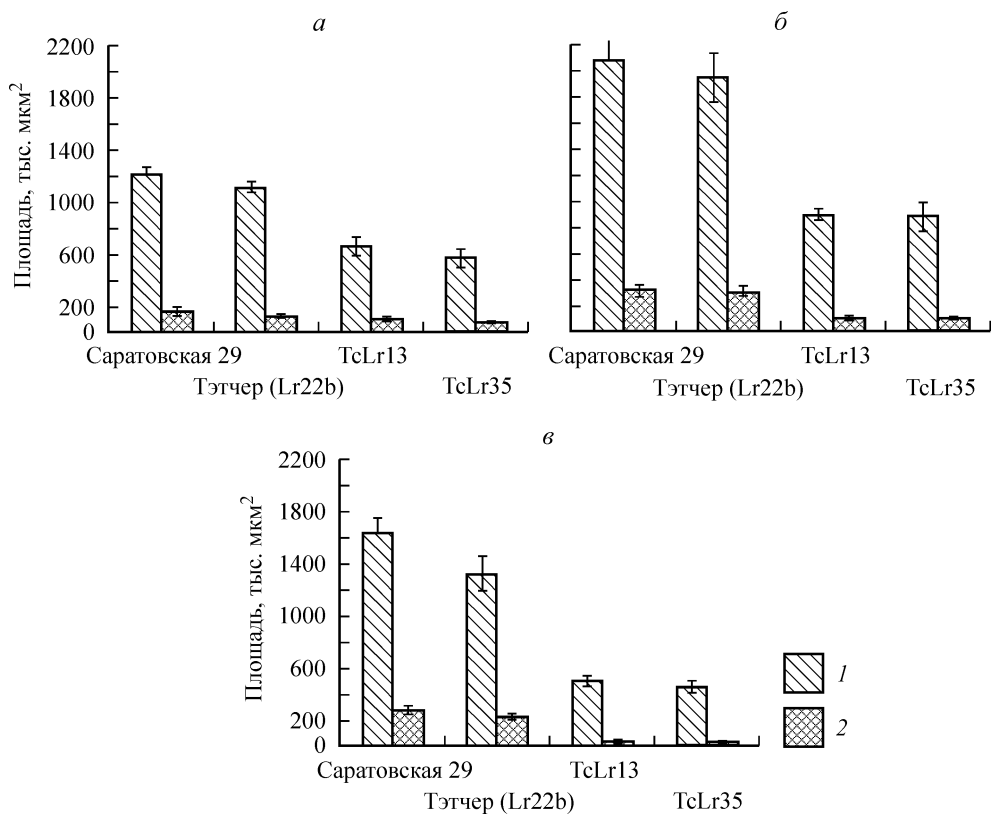 а
2200
1800
1400
1000
600
200
0
Площадь, тыс. мкм²
Саратовская 29
TcLr13
Тэтчер (Lr22b)
TcLr35
б
Саратовская 29
TcLr13
Тэтчер (Lr22b)
TcLr35
в
2200
1800
1400
1000
600
200
0
Площадь, тыс. мкм²
Саратовская 29
TcLr13
Тэтчер (Lr22b)
TcLr35
1
2